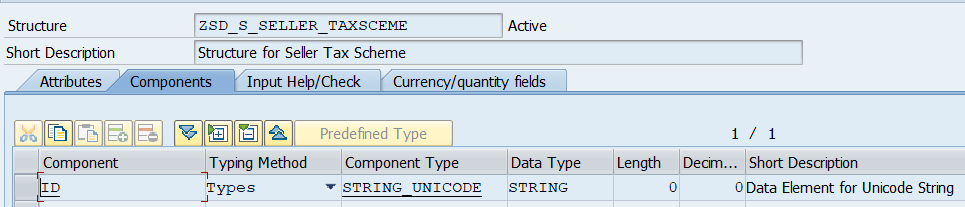 Structure ZSD_S_SELLER_TAXSCEME Active
Short Description Structure for Seller Tax Scheme
Attributes Components Input Help/Check Currency/quantity fields
Predefined Type 1 / 1
Component Typing Method Component Type Data Type Length Decim... Short Description
ID Types STRING_UNICODE STRING 0 0 Data Element for Unicode String